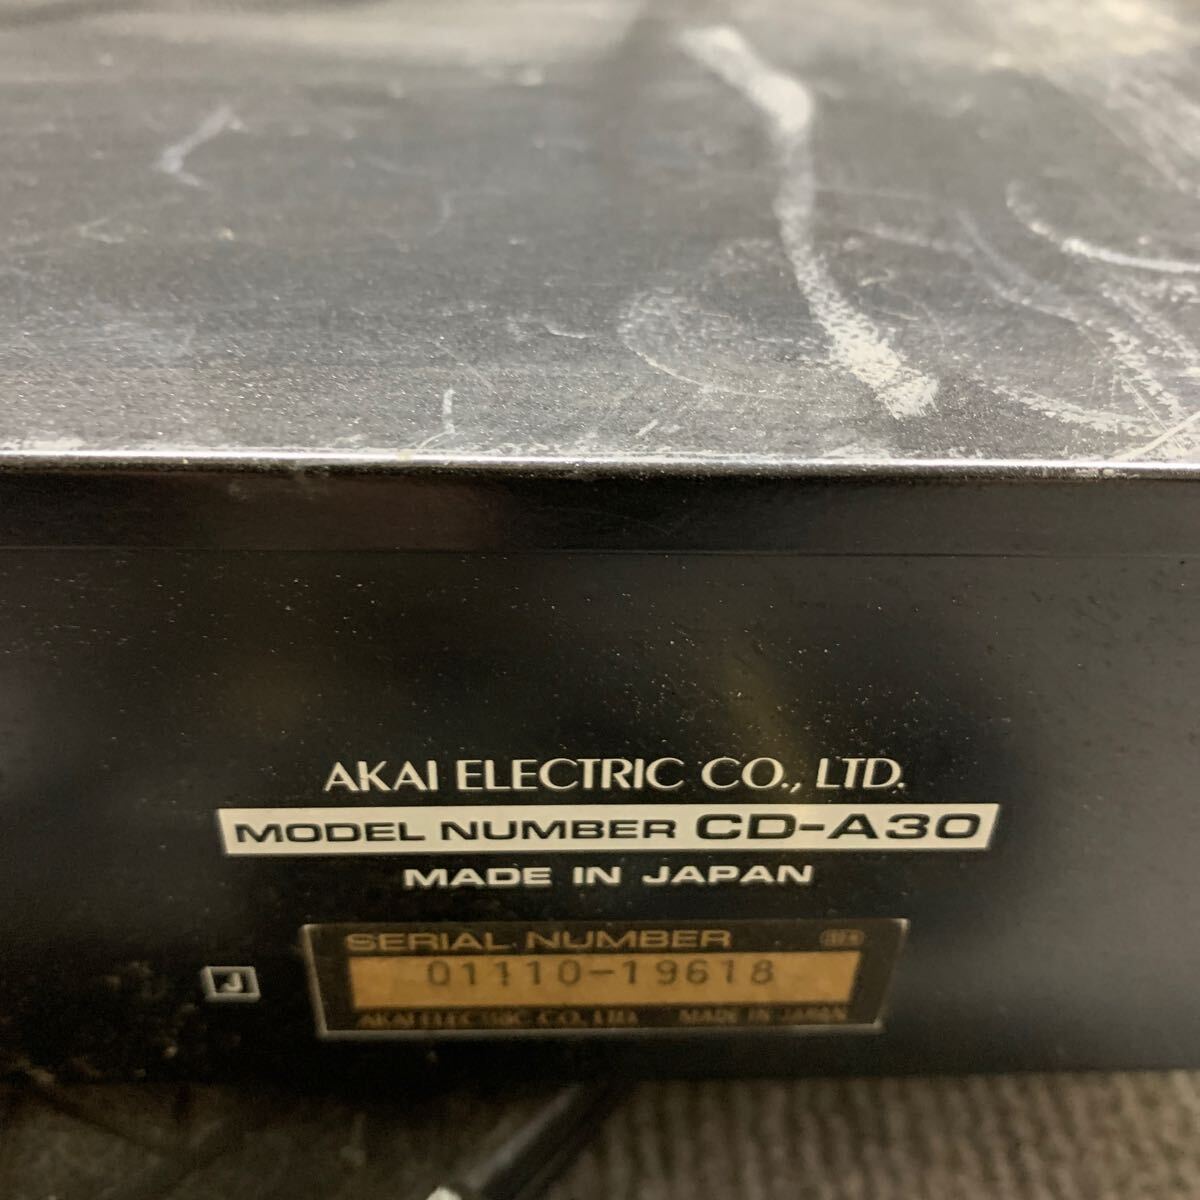 AKAI ELECTRIC CO., LTD.
MODEL NUMBER CD-A30
MADE IN JAPAN
SERIAL NUMBER
01110-19618
J
AKAI ELECTRIC CO., LTD. MADE IN JAPAN